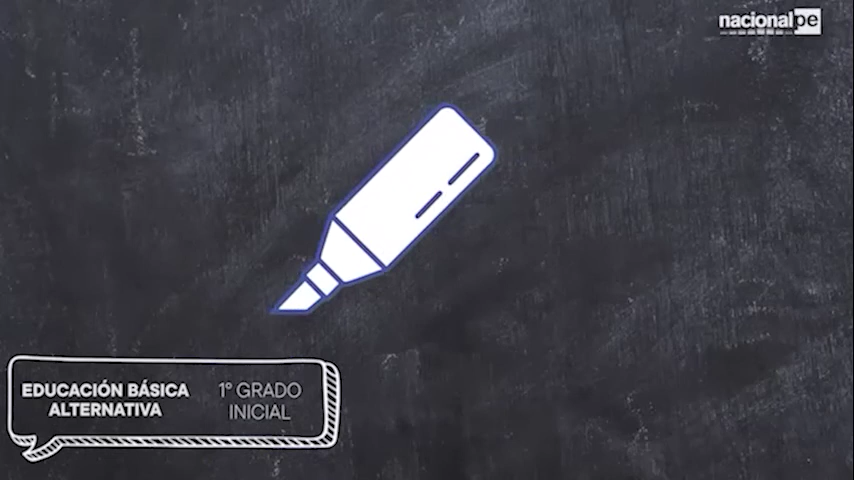 nacionalpe
EDUCACIÓN BÁSICA
ALTERNATIVA
1° GRADO
INICIAL